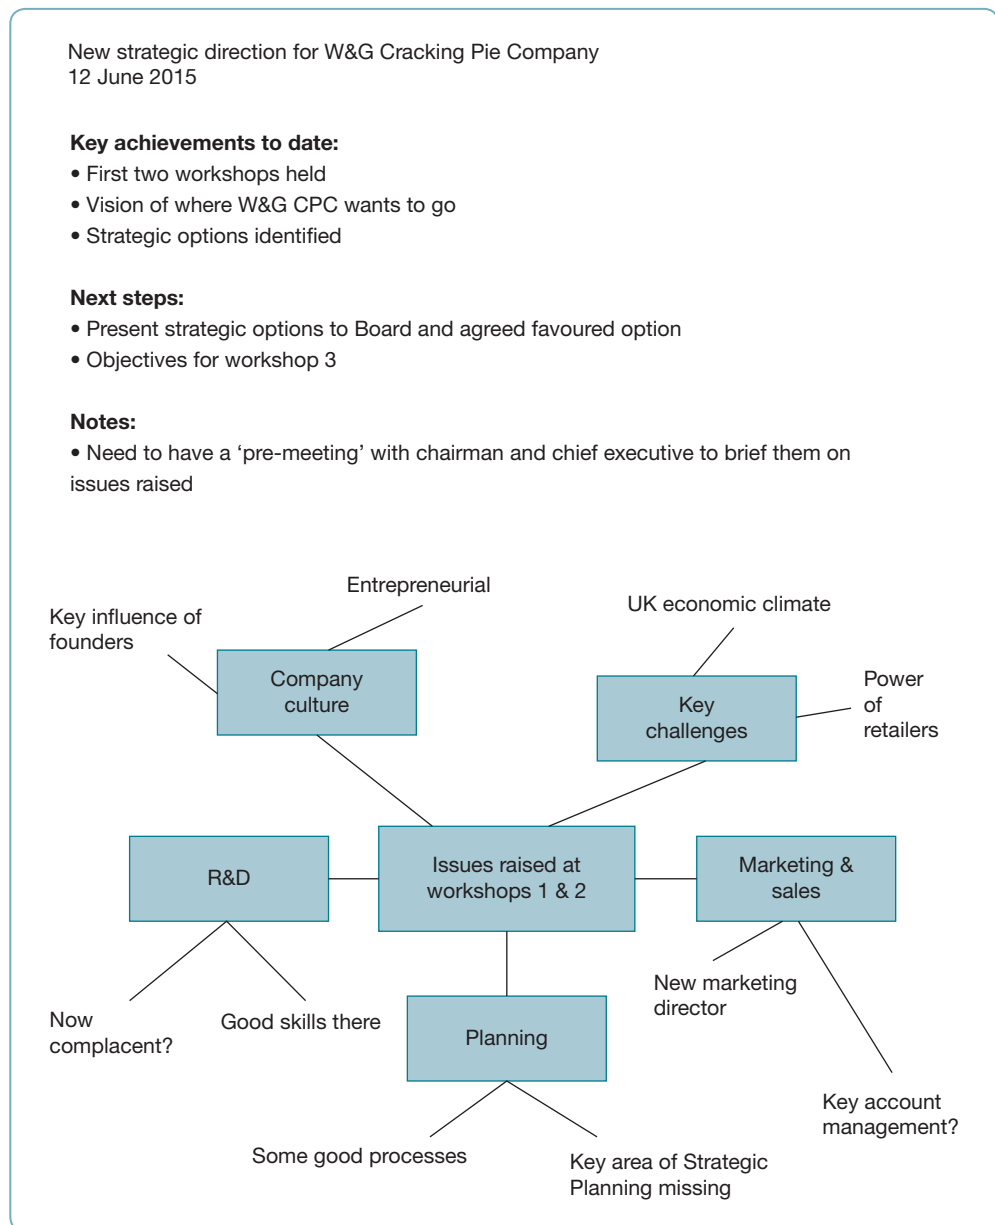 New strategic direction for W&G Cracking Pie Company
12 June 2015
Key achievements to date:
• First two workshops held
• Vision of where W&G CPC wants to go
• Strategic options identified
Next steps:
• Present strategic options to Board and agreed favoured option
• Objectives for workshop 3
Notes:
• Need to have a ‘pre-meeting’ with chairman and chief executive to brief them on
issues raised
Entrepreneurial
Key influence of
founders
Company
culture
UK economic climate
Key
challenges
Power
of
retailers
R&D
Issues raised at
workshops 1 & 2
Marketing &
sales
Now
complacent?
Good skills there
Planning
New marketing
director
Some good processes
Key area of Strategic
Planning missing
Key account
management?